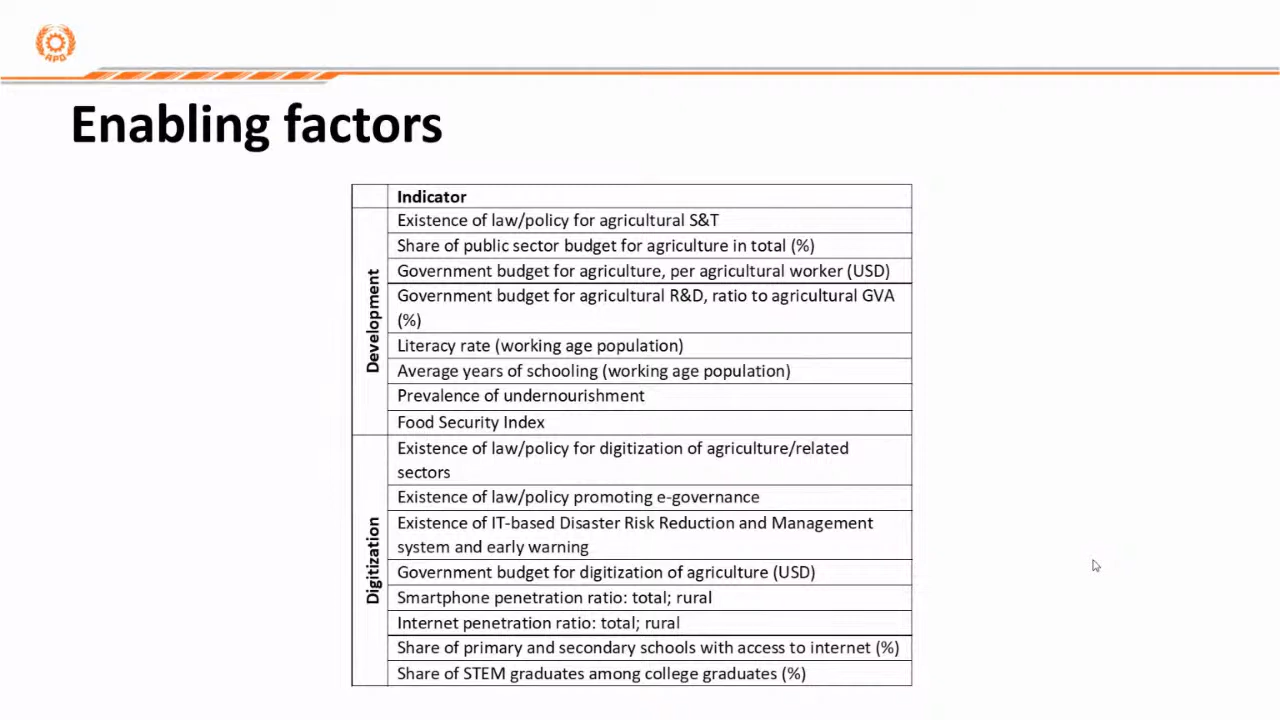 APO
Enabling factors
Indicator
Development
Existence of law/policy for agricultural S&T
Share of public sector budget for agriculture in total (%)
Government budget for agriculture, per agricultural worker (USD)
Government budget for agricultural R&D, ratio to agricultural GVA
(%)
Literacy rate (working age population)
Average years of schooling (working age population)
Prevalence of undernourishment
Food Security Index
Digitization
Existence of law/policy for digitization of agriculture/related
sectors
Existence of law/policy promoting e-governance
Existence of IT-based Disaster Risk Reduction and Management
system and early warning
Government budget for digitization of agriculture (USD)
Smartphone penetration ratio: total; rural
Internet penetration ratio: total; rural
Share of primary and secondary schools with access to internet (%)
Share of STEM graduates among college graduates (%)